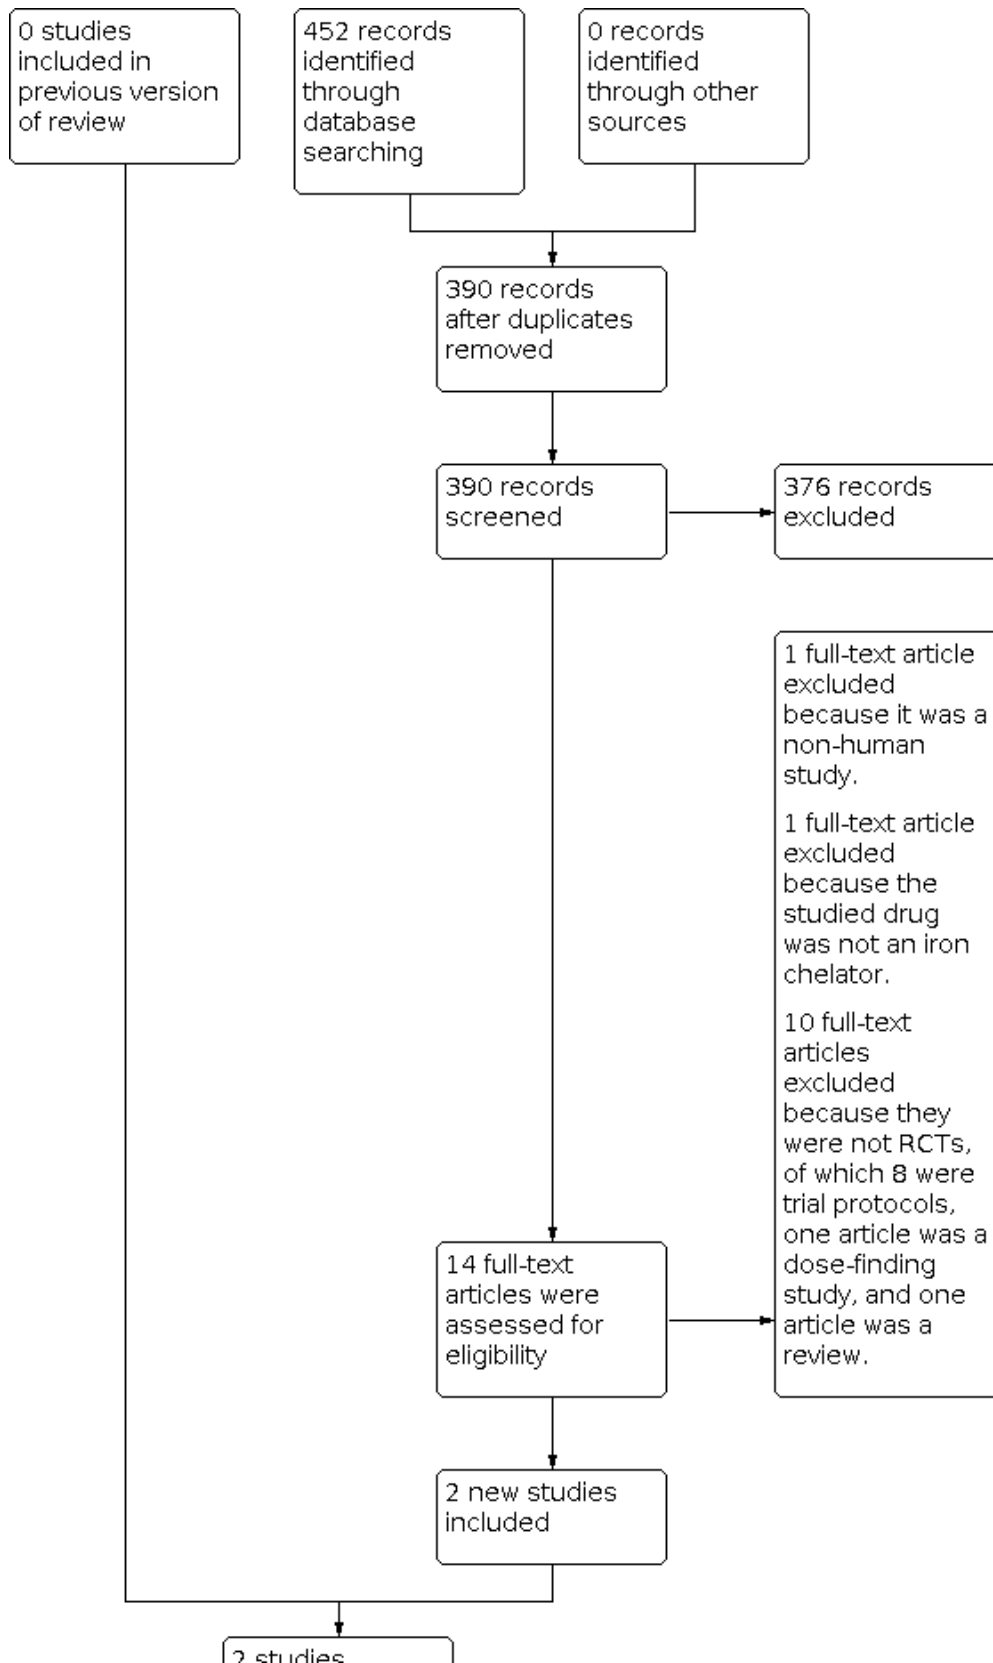 0 studies
included in
previous version
of review
452 records
identified
through
database
searching
0 records
identified
through other
sources
390 records
after duplicates
removed
390 records
screened
376 records
excluded
1 full-text article
excluded
because it was a
non-human
study.
1 full-text article
excluded
because the
studied drug
was not an iron
chelator.
10 full-text
articles
excluded
because they
were not RCTs,
of which 8 were
trial protocols,
one article was a
dose-finding
study, and one
article was a
review.
14 full-text
articles were
assessed for
eligibility
2 new studies
included
2 studies